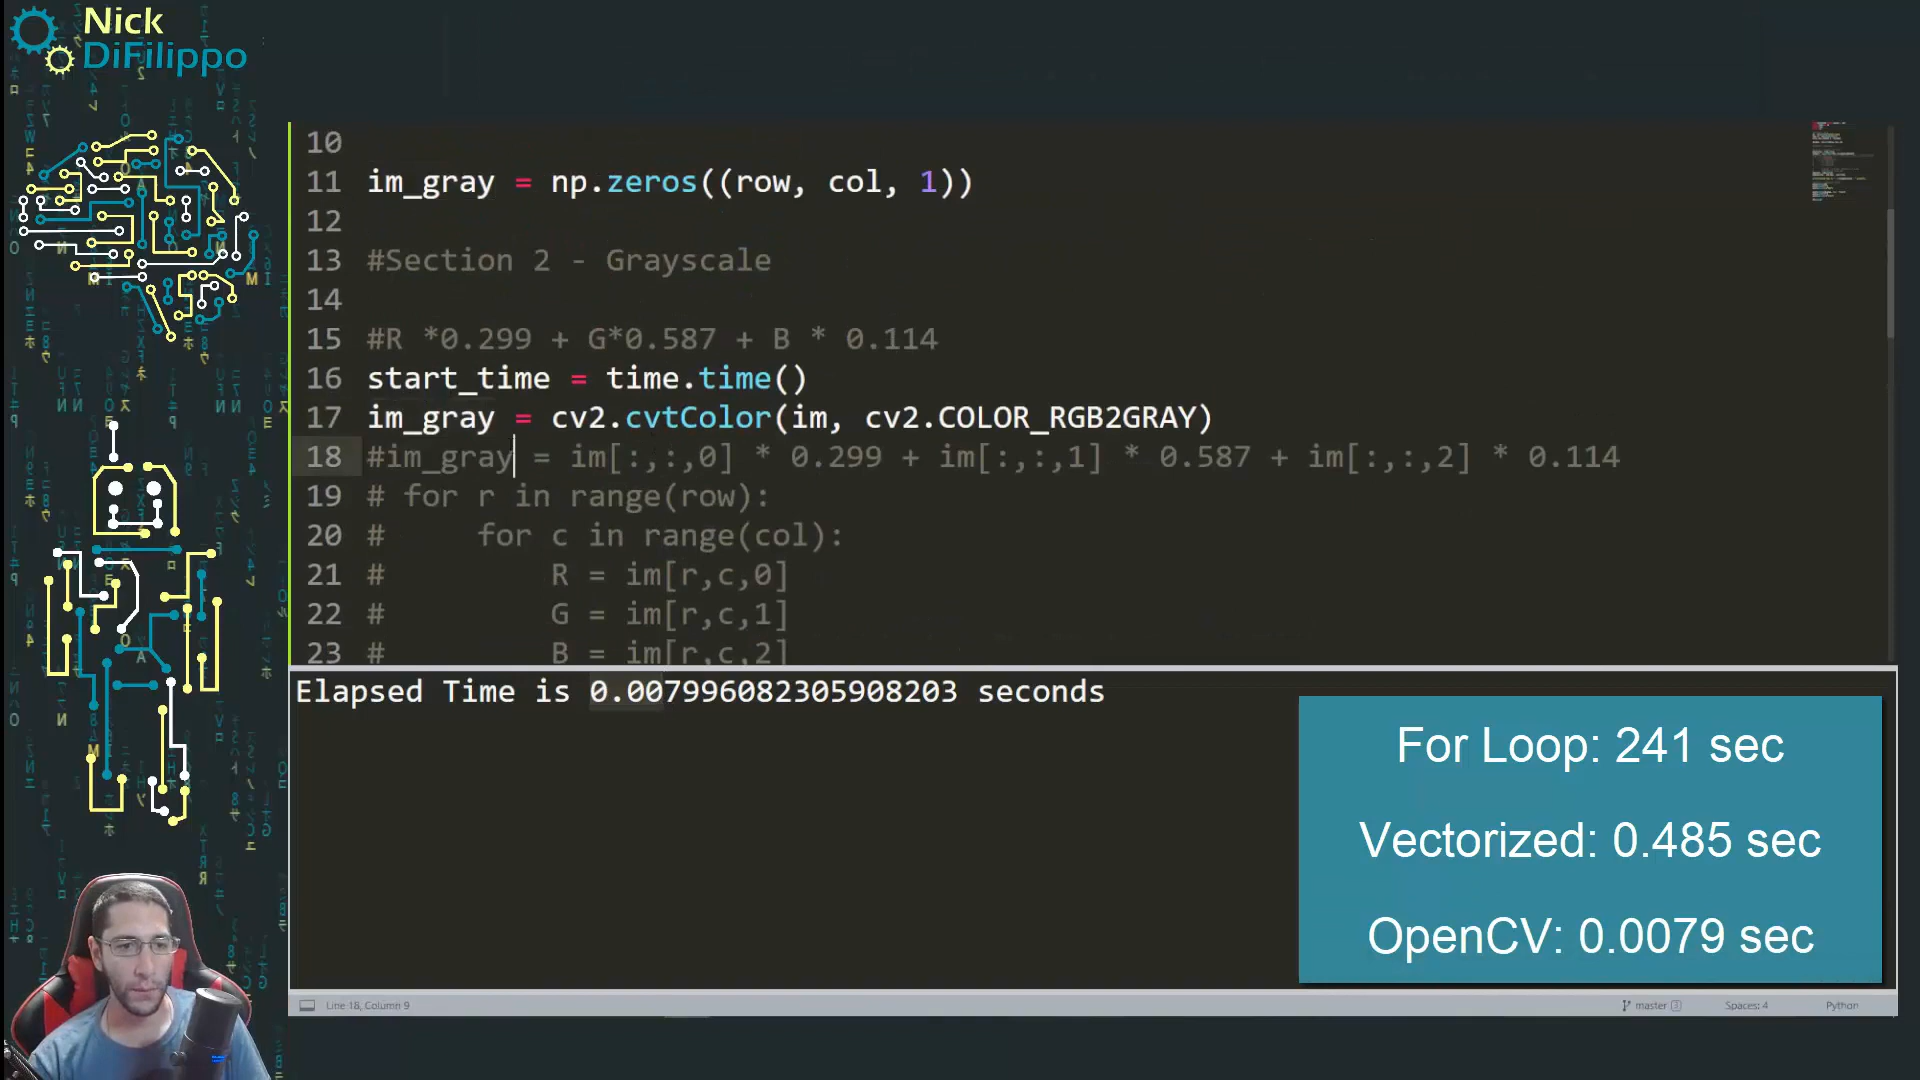 Nick
DiFilippo
10
11 im_gray = np.zeros((row, col, 1))
12
13 #Section 2 - Grayscale
14
15 #R *0.299 + G*0.587 + B * 0.114
16 start_time = time.time()
17 im_gray = cv2.cvtColor(im, cv2.COLOR_RGB2GRAY)
18 #im_gray = im[:,:,0] * 0.299 + im[:,:,1] * 0.587 + im[:,:,2] * 0.114
19 # for r in range(row):
20 #     for c in range(col):
21 #         R = im[r,c,0]
22 #         G = im[r,c,1]
23 #         B = im[r,c,2]
Elapsed Time is 0.007996082305908203 seconds
For Loop: 241 sec
Vectorized: 0.485 sec
OpenCV: 0.0079 sec
Line 18, Column 9
master 3
Spaces: 4
Python